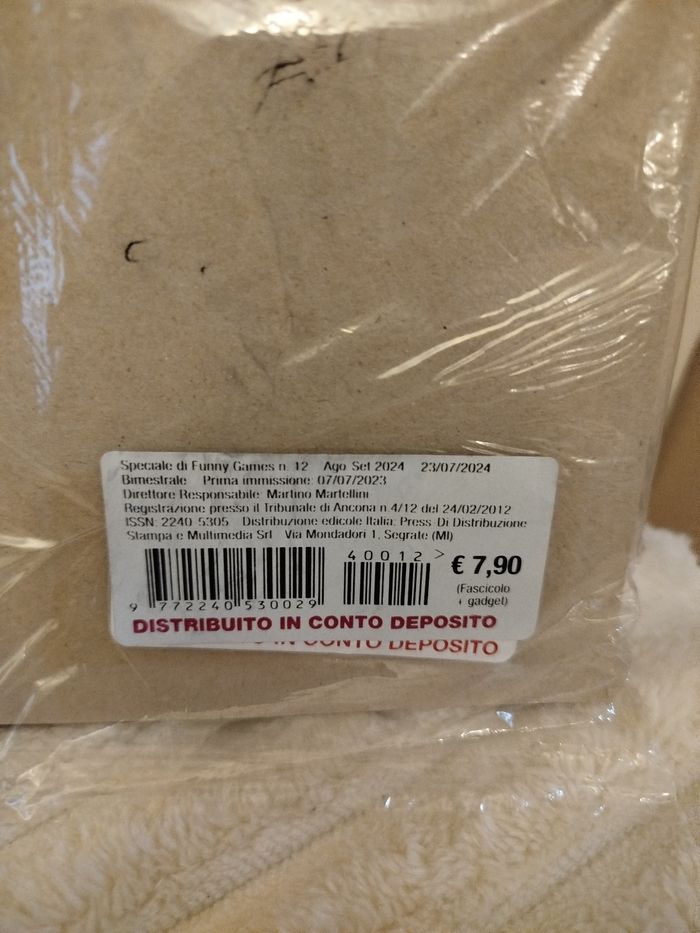 Speciale di Funny Games n. 12 Ago Set 2024 23/07/2024
Bimestrale Prima immissione: 07/07/2023
Direttore Responsabile: Martino Martellini
Registrazione presso il Tribunale di Ancona n.4/12 del 24/02/2012
ISSN: 2240-5305 Distribuzione edicole Italia: Press-Di Distribuzione
Stampa e Multimedia Srl Via Mondadori 1, Segrate (MI)
40012 >
€ 7,90
(Fascicolo
+ gadget)
9 772240 530029
DISTRIBUITO IN CONTO DEPOSITO
IN CONTO DEPOSITO